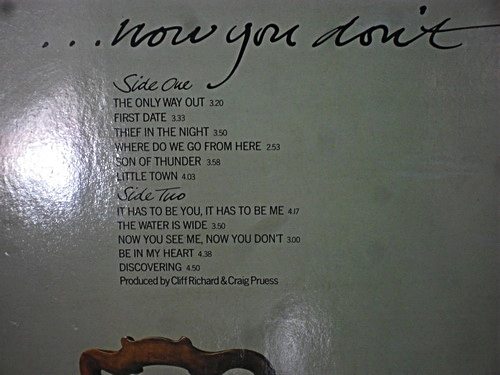 ...now you don't
Side One
THE ONLY WAY OUT 3.20
FIRST DATE 3.33
THIEF IN THE NIGHT 3.50
WHERE DO WE GO FROM HERE 2.53
SON OF THUNDER 3.58
LITTLE TOWN 4.03
Side Two
IT HAS TO BE YOU, IT HAS TO BE ME 4.17
THE WATER IS WIDE 3.50
NOW YOU SEE ME, NOW YOU DON'T 3.00
BE IN MY HEART 4.38
DISCOVERING 4.50
Produced by Cliff Richard & Craig Pruess